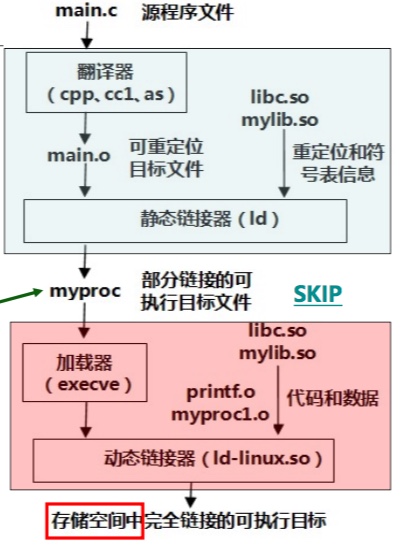 main.c 源程序文件
翻译器
（cpp、cc1、as）
libc.so
mylib.so
main.o
可重定位
目标文件
重定位和符
号表信息
静态链接器（ld）
myproc
部分链接的可
执行目标文件
SKIP
libc.so
mylib.so
加载器
（execve）
printf.o
myproc1.o
代码和数据
动态链接器（ld-linux.so）
存储空间中完全链接的可执行目标